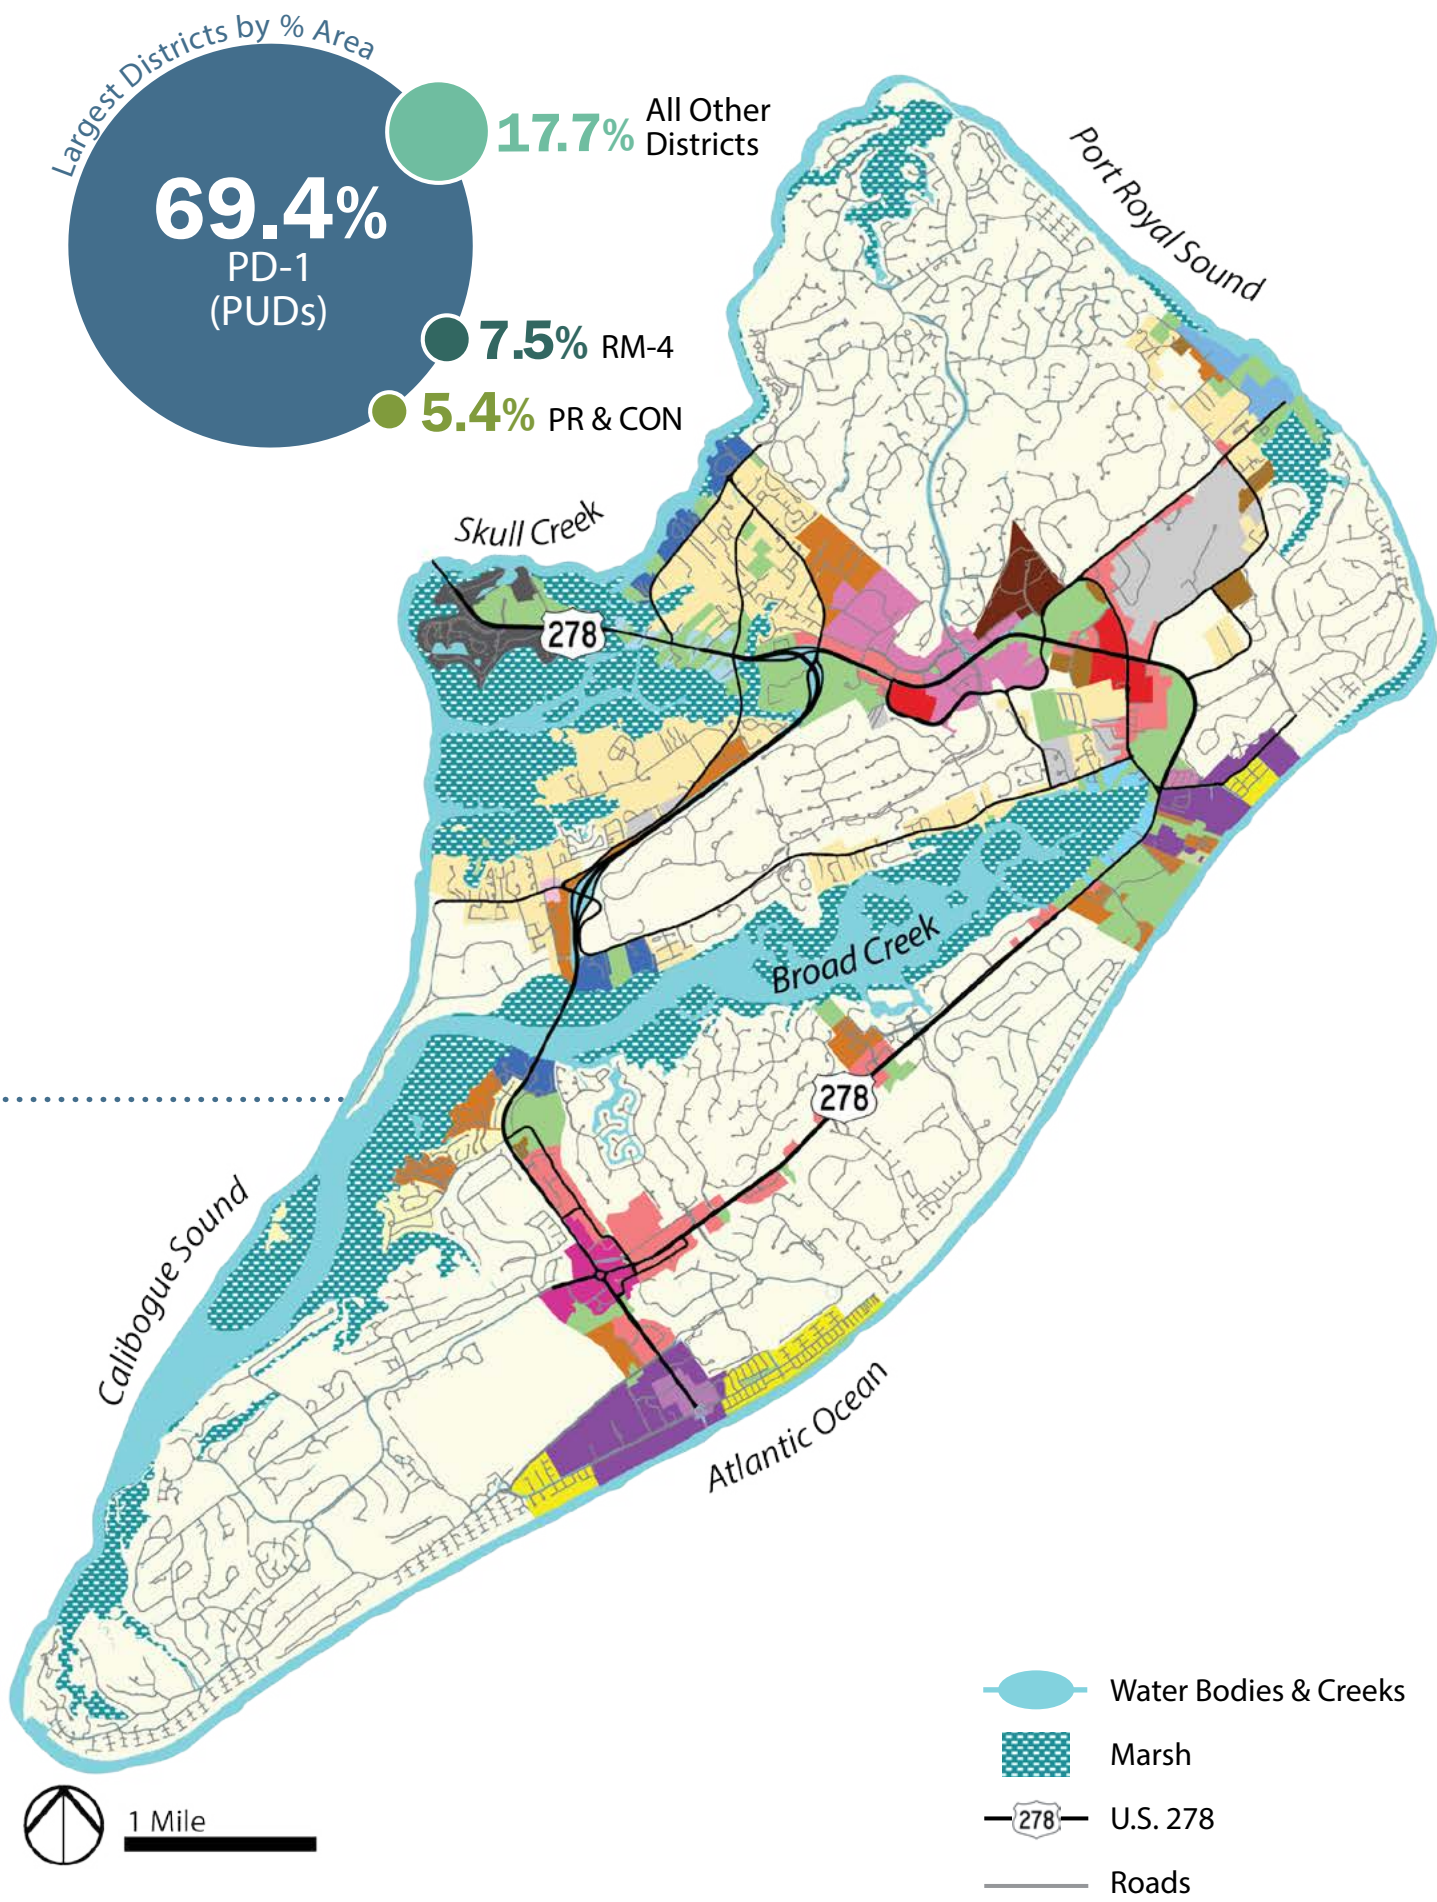 Largest Districts by % Area
17.7% All Other
Districts
69.4%
PD-1
(PUDs)
7.5% RM-4
5.4% PR & CON
Port Royal Sound
Skull Creek
278
Broad Creek
278
Calibogue Sound
Atlantic Ocean
Water Bodies & Creeks
Marsh
278 U.S. 278
Roads
1 Mile